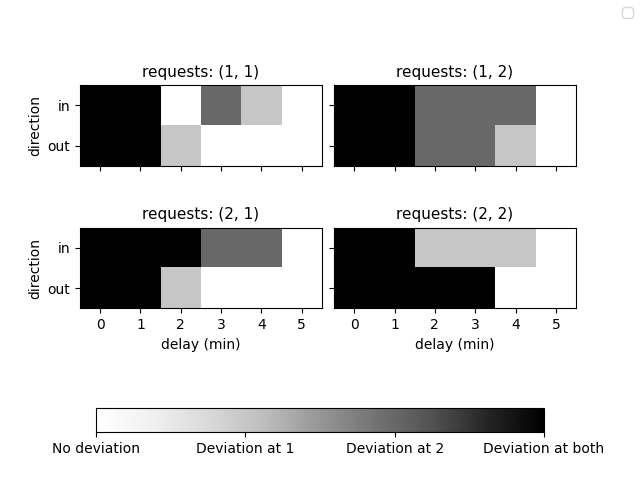 requests: (1, 1)
requests: (1, 2)
direction
in
out
requests: (2, 1)
requests: (2, 2)
direction
in
out
0 1 2 3 4 5
0 1 2 3 4 5
delay (min)
delay (min)
No deviation
Deviation at 1
Deviation at 2
Deviation at both